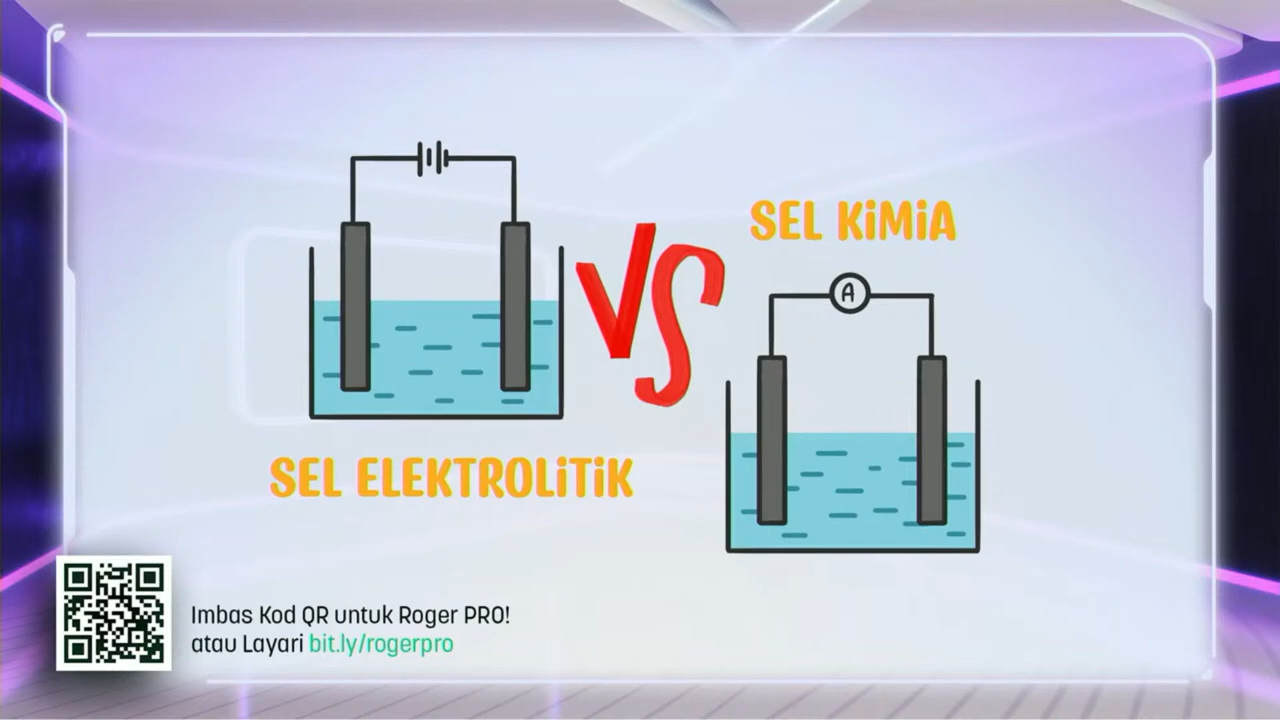 SEL ELEKTROLiTiK
VS
SEL KiMiA
A
Imbas Kod QR untuk Roger PRO!
atau Layari bit.ly/rogerpro